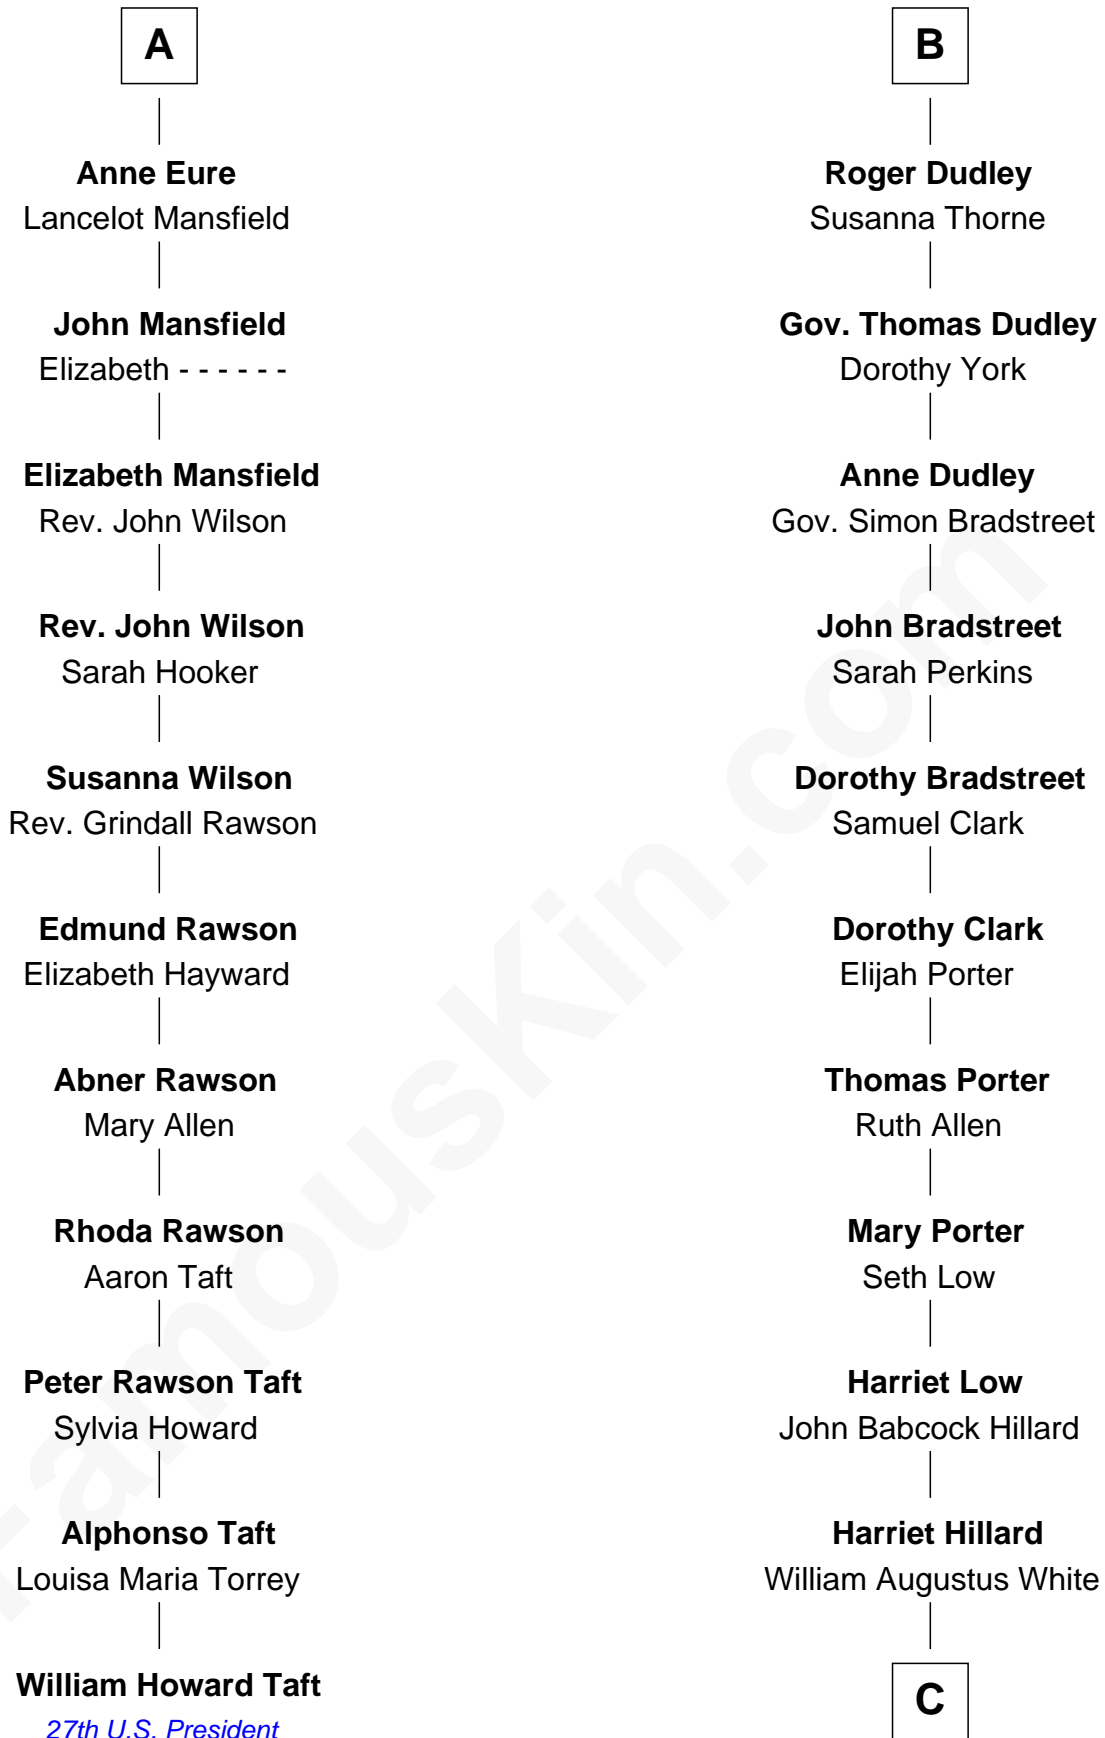 A
Anne Eure
Lancelot Mansfield
John Mansfield
Elizabeth - - - - - -
Elizabeth Mansfield
Rev. John Wilson
Rev. John Wilson
Sarah Hooker
Susanna Wilson
Rev. Grindall Rawson
Edmund Rawson
Elizabeth Hayward
Abner Rawson
Mary Allen
Rhoda Rawson
Aaron Taft
Peter Rawson Taft
Sylvia Howard
Alphonso Taft
Louisa Maria Torrey
William Howard Taft
27th U.S. President
B
Roger Dudley
Susanna Thorne
Gov. Thomas Dudley
Dorothy York
Anne Dudley
Gov. Simon Bradstreet
John Bradstreet
Sarah Perkins
Dorothy Bradstreet
Samuel Clark
Dorothy Clark
Elijah Porter
Thomas Porter
Ruth Allen
Mary Porter
Seth Low
Harriet Low
John Babcock Hillard
Harriet Hillard
William Augustus White
C
FamousKin.com